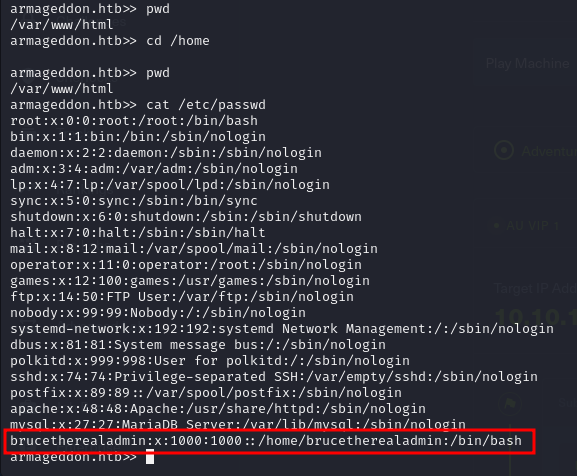 armageddon.htb>> pwd
/var/www/html
armageddon.htb>> cd /home
Play Machine
armageddon.htb>> pwd
/var/www/html
armageddon.htb>> cat /etc/passwd
root:x:0:0:root:/root:/bin/bash
bin:x:1:1:bin:/bin:/sbin/nologin
daemon:x:2:2:daemon:/sbin:/sbin/nologin
adm:x:3:4:adm:/var/adm:/sbin/nologin
lp:x:4:7:lp:/var/spool/lpd:/sbin/nologin
sync:x:5:0:sync:/sbin:/bin/sync
shutdown:x:6:0:shutdown:/sbin:/sbin/shutdown
halt:x:7:0:halt:/sbin:/sbin/halt
mail:x:8:12:mail:/var/spool/mail:/sbin/nologin
operator:x:11:0:operator:/root:/sbin/nologin
games:x:12:100:games:/usr/games:/sbin/nologin
ftp:x:14:50:FTP User:/var/ftp:/sbin/nologin
nobody:x:99:99:Nobody:/:/sbin/nologin
systemd-network:x:192:192:systemd Network Management:/:/sbin/nologin
dbus:x:81:81:System message bus:/:/sbin/nologin
polkitd:x:999:998:User for polkitd:/:/sbin/nologin
sshd:x:74:74:Privilege-separated SSH:/var/empty/sshd:/sbin/nologin
postfix:x:89:89::/var/spool/postfix:/sbin/nologin
apache:x:48:48:Apache:/usr/share/httpd:/sbin/nologin
mysql:x:27:27:MariaDB Server:/var/lib/mysql:/sbin/nologin
brucetherealadmin:x:1000:1000::/home/brucetherealadmin:/bin/bash
armageddon.htb>>
Target IP Add
10.10.1